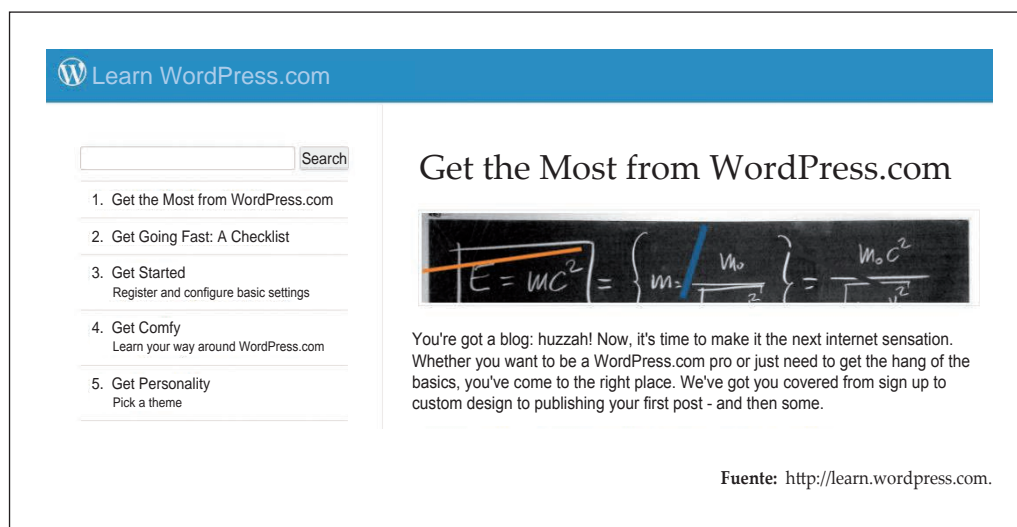 Learn WordPress.com
Search
1. Get the Most from WordPress.com
2. Get Going Fast: A Checklist
3. Get Started
Register and configure basic settings
4. Get Comfy
Learn your way around WordPress.com
5. Get Personality
Pick a theme
Get the Most from WordPress.com
E = mc² = { m = m₀ / ² } = m₀c² / v²
You're got a blog: huzzah! Now, it's time to make it the next internet sensation.
Whether you want to be a WordPress.com pro or just need to get the hang of the
basics, you've come to the right place. We've got you covered from sign up to
custom design to publishing your first post - and then some.
Fuente: http://learn.wordpress.com.